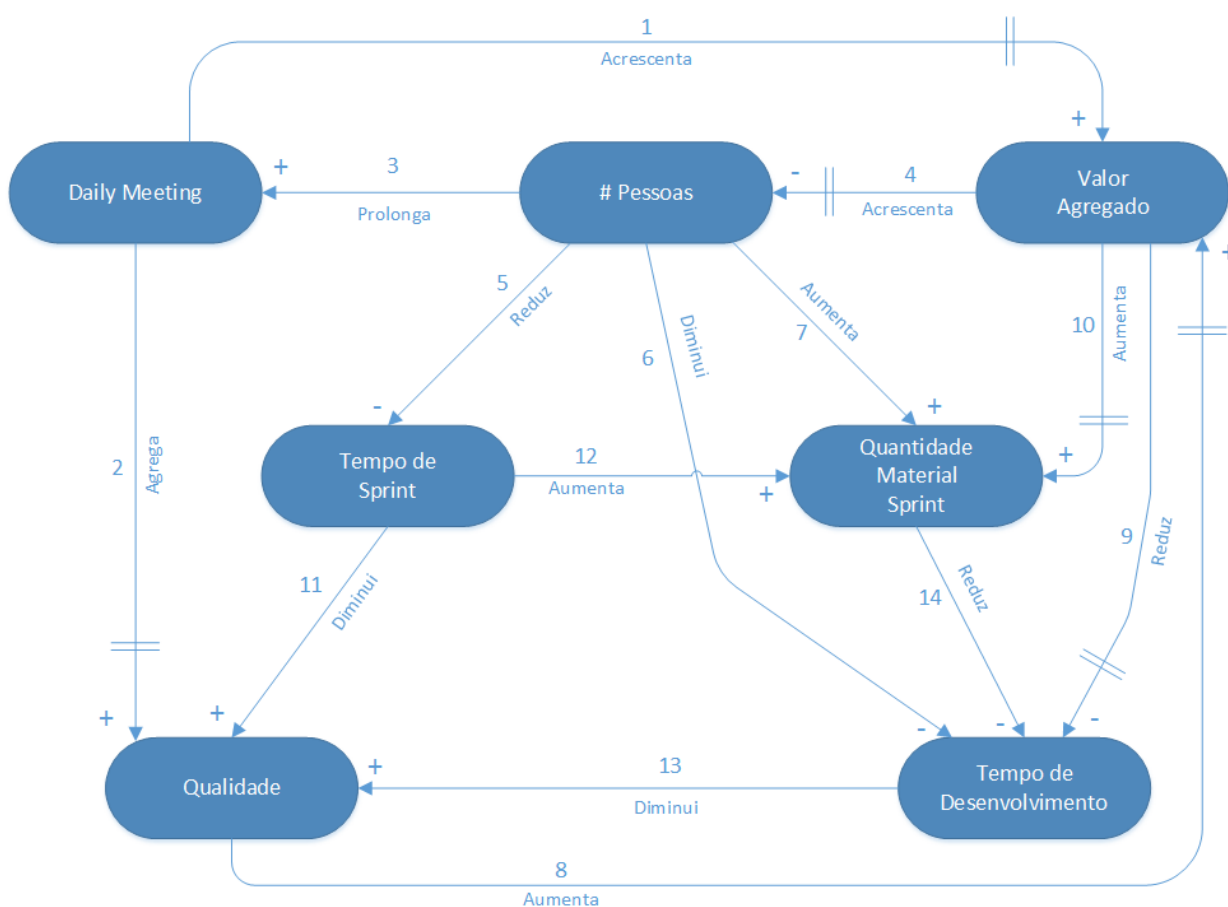 1
Acrescenta
+
+
3
-
4
Daily Meeting
# Pessoas
Valor
Agregado
Prolonga
Acrescenta
+
5
Reduz
Aumenta
7
6
Diminui
10
Aumenta
-
+
2
Agrega
Tempo de
Sprint
12
Aumenta
+
Quantidade
Material
Sprint
+
9
Reduz
11
Diminui
14
Reduz
+
+
-
-
-
Qualidade
+
13
Diminui
Tempo de
Desenvolvimento
8
Aumenta